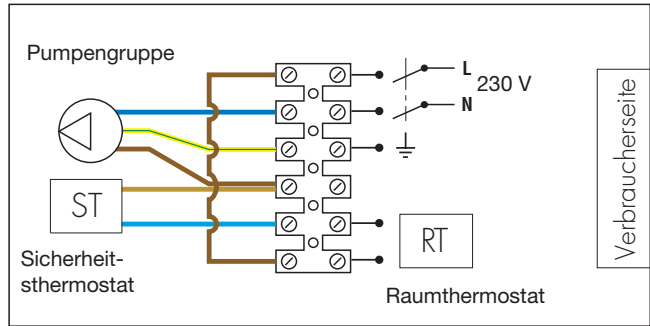 Pumpengruppe
L
230 V
N
ST
Sicherheit-
sthermostat
RT
Raumthermostat
Verbraucherseite